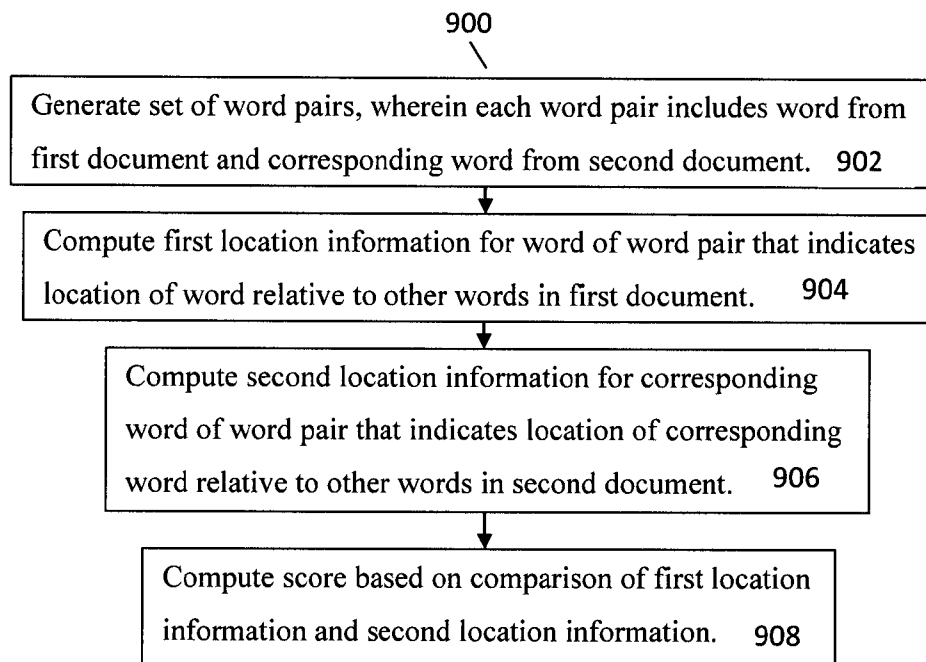 900
Generate set of word pairs, wherein each word pair includes word from
first document and corresponding word from second document. 902
Compute first location information for word of word pair that indicates
location of word relative to other words in first document. 904
Compute second location information for corresponding
word of word pair that indicates location of corresponding
word relative to other words in second document. 906
Compute score based on comparison of first location
information and second location information. 908